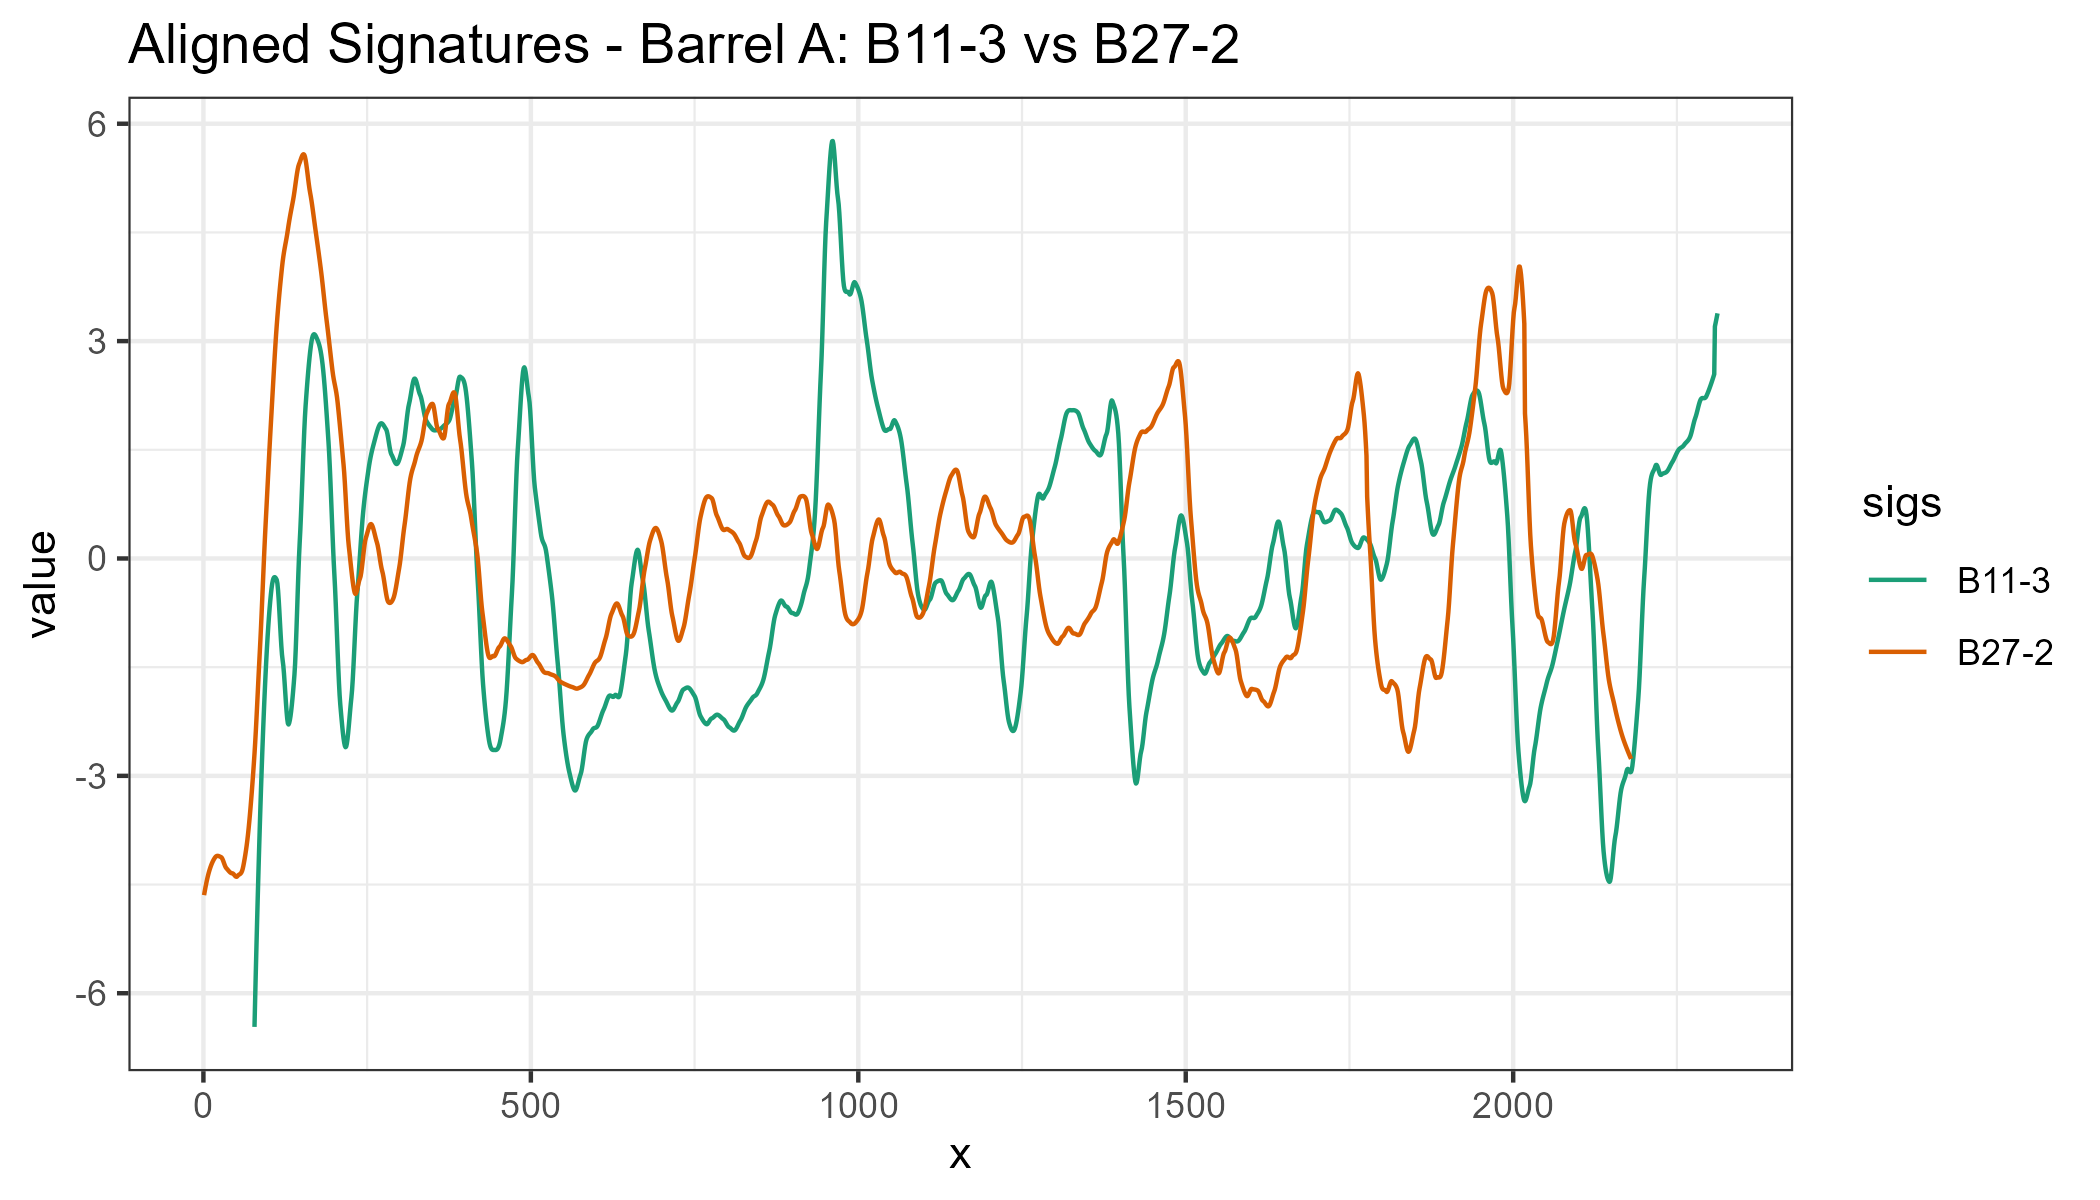 Aligned Signatures - Barrel A: B11-3 vs B27-2
6
3
0
-3
-6
value
0 500 1000 1500 2000
x
sigs
B11-3
B27-2